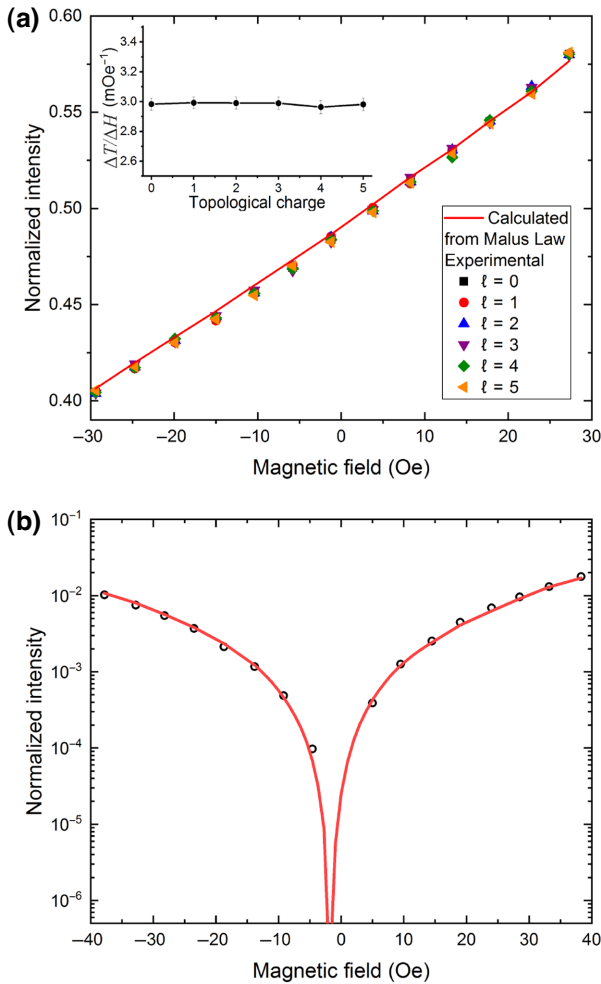 (a)
0.60
0.55
0.50
0.45
0.40
Normalized intensity
3.4
3.2
3.0
2.8
2.6
ΔT/ΔH (mOe⁻¹)
0 1 2 3 4 5
Topological charge
Calculated
from Malus Law
Experimental
ℓ = 0
ℓ = 1
ℓ = 2
ℓ = 3
ℓ = 4
ℓ = 5
–30 –20 –10 0 10 20 30
Magnetic field (Oe)
(b)
10⁻¹
10⁻²
10⁻³
10⁻⁴
10⁻⁵
10⁻⁶
Normalized intensity
–40 –30 –20 –10 0 10 20 30 40
Magnetic field (Oe)